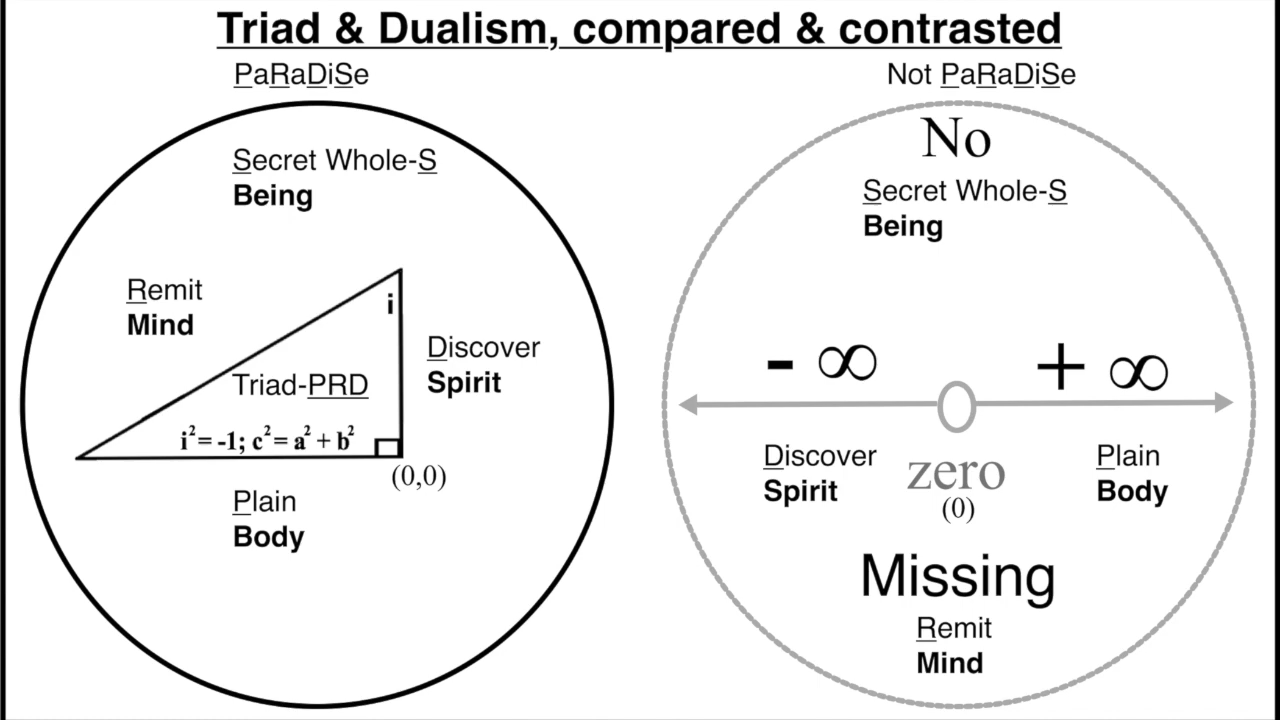 Triad & Dualism, compared & contrasted
PaRaDiSe
Secret Whole-S
Being
Remit
Mind
i
Discover
Spirit
Triad-PRD
i² = -1; c² = a² + b²
(0,0)
Plain
Body
Not PaRaDiSe
No
Secret Whole-S
Being
- ∞
+ ∞
Discover
Spirit
zero
(0)
Plain
Body
Missing
Remit
Mind